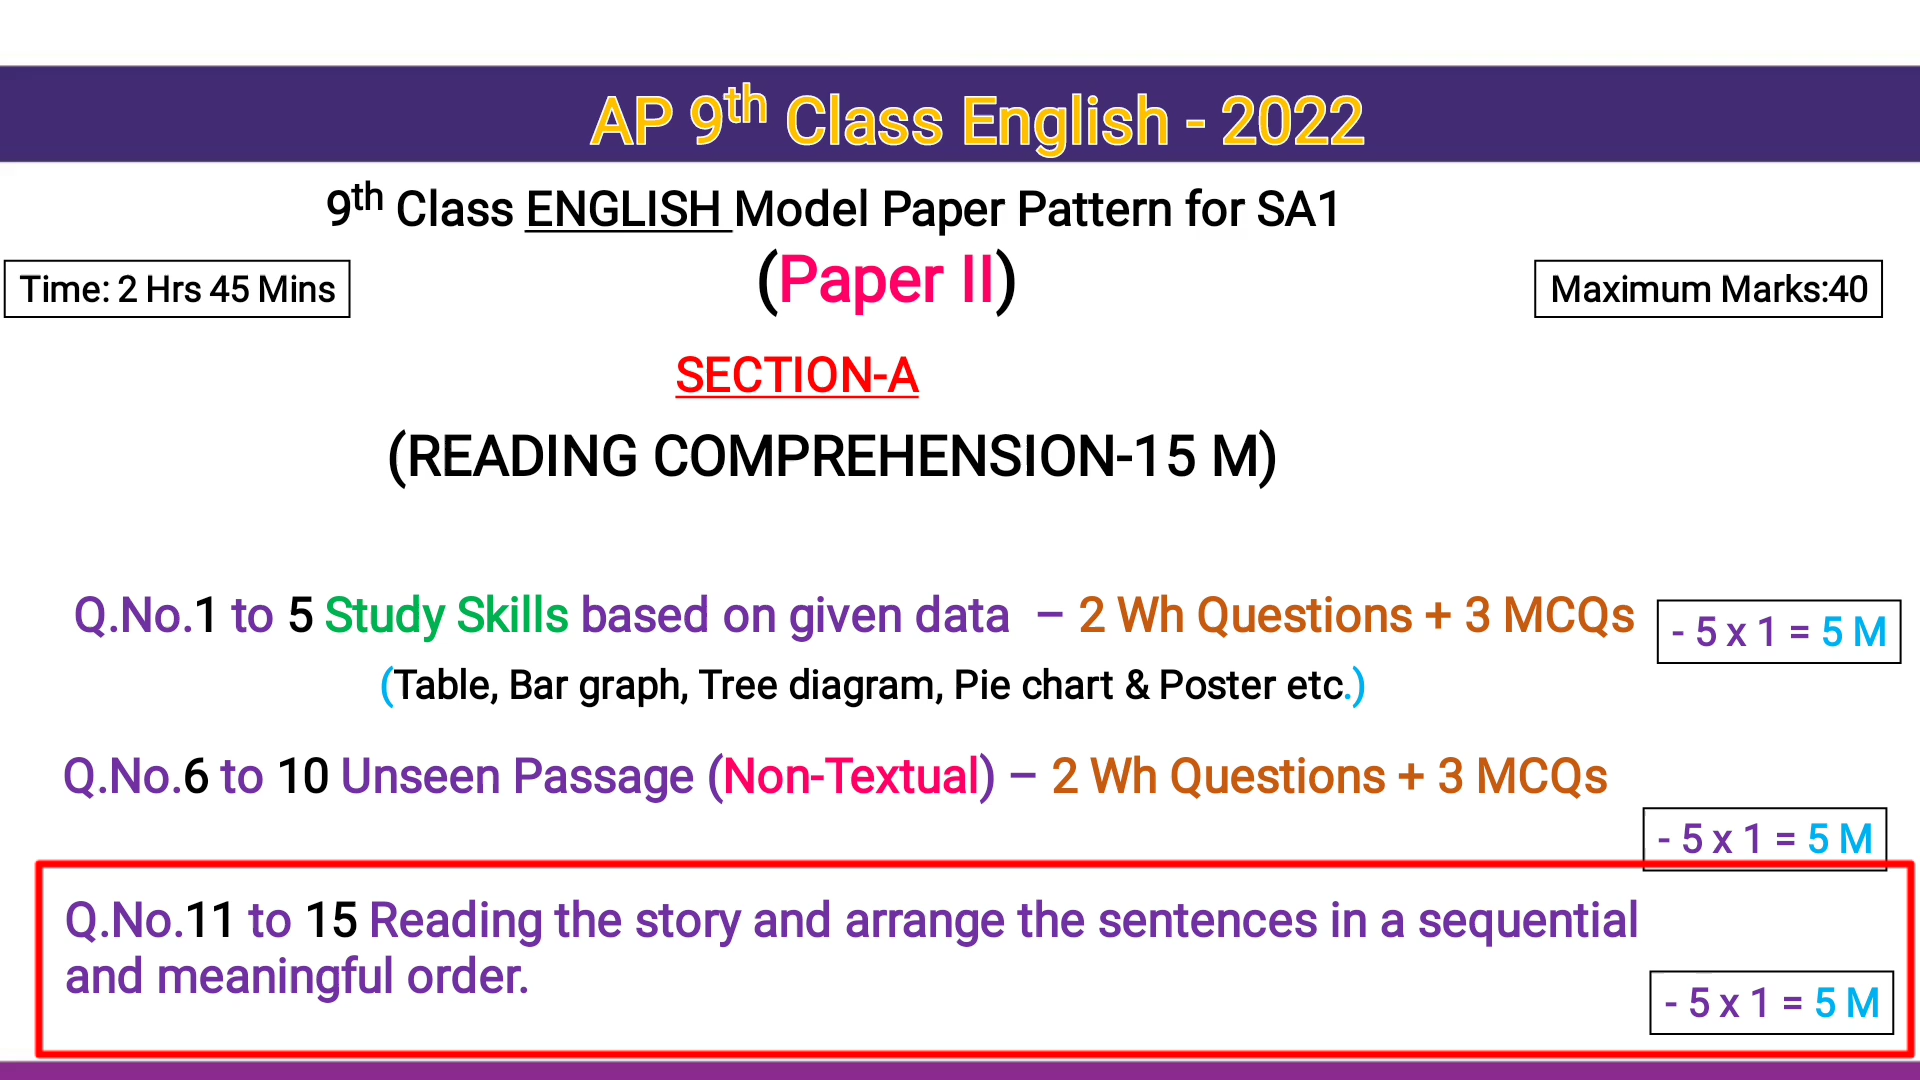 AP 9th Class English - 2022
9th Class ENGLISH Model Paper Pattern for SA1
(Paper II)
Time: 2 Hrs 45 Mins
Maximum Marks:40
SECTION-A
(READING COMPREHENSION-15 M)
Q.No.1 to 5 Study Skills based on given data – 2 Wh Questions + 3 MCQs
- 5 x 1 = 5 M
(Table, Bar graph, Tree diagram, Pie chart & Poster etc.)
Q.No.6 to 10 Unseen Passage (Non-Textual) – 2 Wh Questions + 3 MCQs
- 5 x 1 = 5 M
Q.No.11 to 15 Reading the story and arrange the sentences in a sequential
and meaningful order.
- 5 x 1 = 5 M